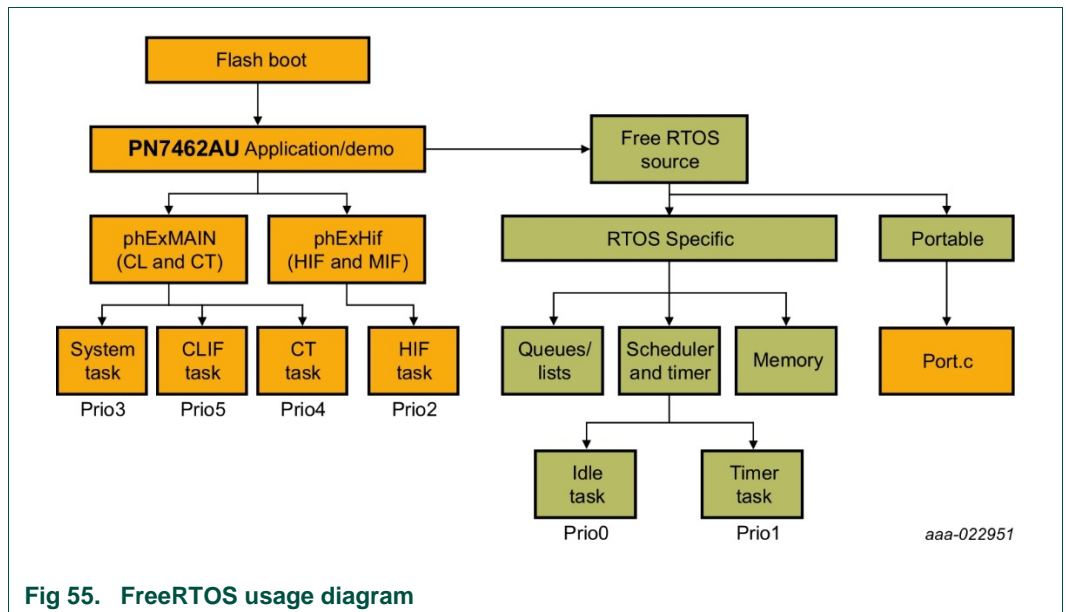 Flash boot
PN7462AU Application/demo
Free RTOS
source
phExMAIN
(CL and CT)
phExHif
(HIF and MIF)
RTOS Specific
Portable
System
task
CLIF
task
CT
task
HIF
task
Queues/
lists
Scheduler
and timer
Memory
Port.c
Prio3
Prio5
Prio4
Prio2
Idle
task
Timer
task
Prio0
Prio1
aaa-022951
Fig 55. FreeRTOS usage diagram